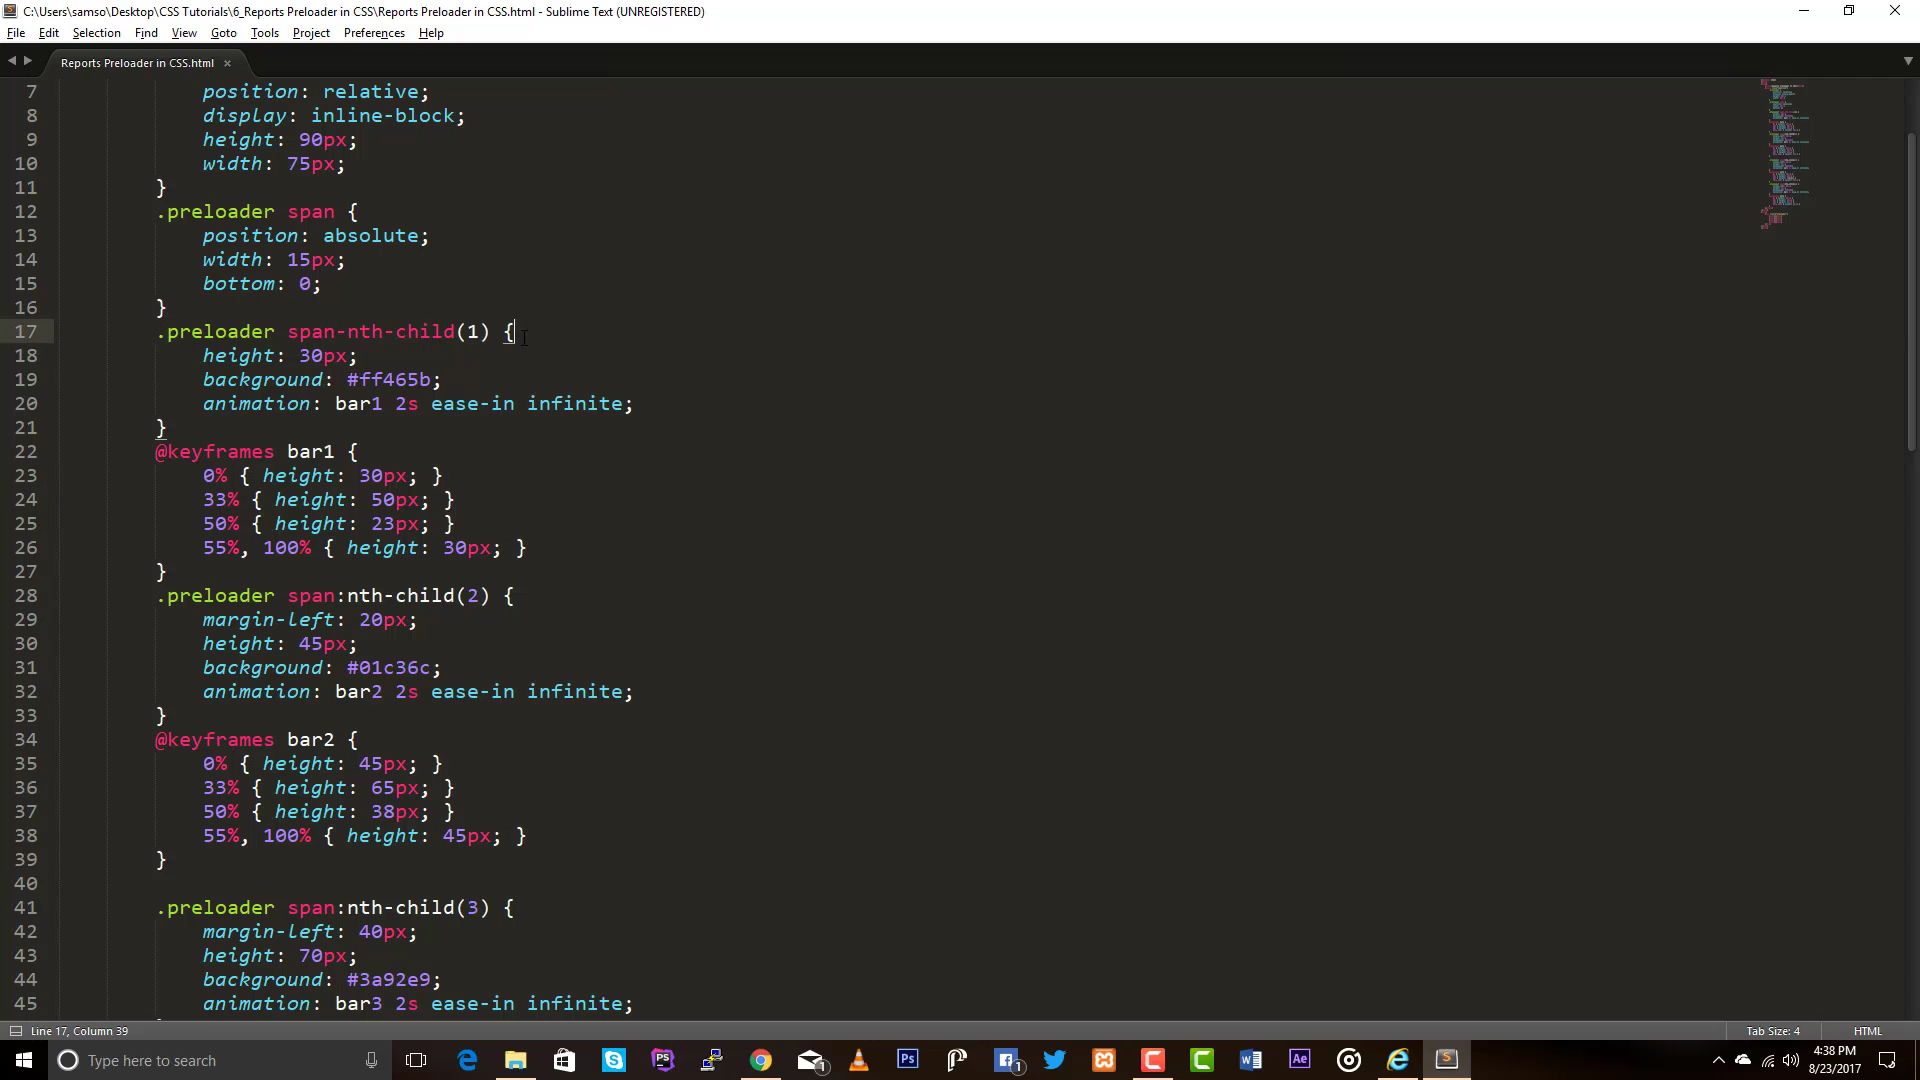 C:\Users\samso\Desktop\CSS Tutorials\6_Reports Preloader in CSS\Reports Preloader in CSS.html - Sublime Text (UNREGISTERED)
File Edit Selection Find View Goto Tools Project Preferences Help
Reports Preloader in CSS.html ×
7 position: relative;
8 display: inline-block;
9 height: 90px;
10 width: 75px;
11 }
12 .preloader span {
13 position: absolute;
14 width: 15px;
15 bottom: 0;
16 }
17 .preloader span-nth-child(1) {
18 height: 30px;
19 background: #ff465b;
20 animation: bar1 2s ease-in infinite;
21 }
22 @keyframes bar1 {
23 0% { height: 30px; }
24 33% { height: 50px; }
25 50% { height: 23px; }
26 55%, 100% { height: 30px; }
27 }
28 .preloader span:nth-child(2) {
29 margin-left: 20px;
30 height: 45px;
31 background: #01c36c;
32 animation: bar2 2s ease-in infinite;
33 }
34 @keyframes bar2 {
35 0% { height: 45px; }
36 33% { height: 65px; }
37 50% { height: 38px; }
38 55%, 100% { height: 45px; }
39 }
40
41 .preloader span:nth-child(3) {
42 margin-left: 40px;
43 height: 70px;
44 background: #3a92e9;
45 animation: bar3 2s ease-in infinite;
Line 17, Column 39 Tab Size: 4 HTML
Type here to search
4:38 PM
8/23/2017